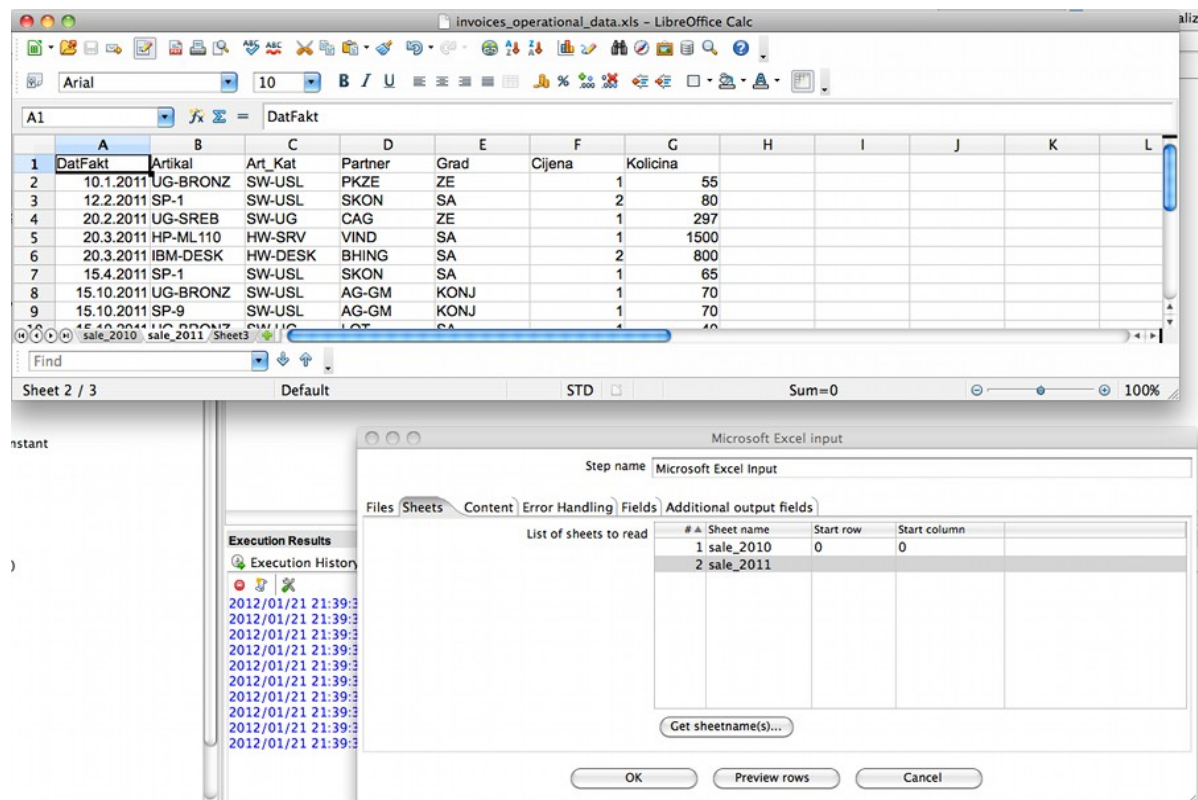 invoices_operational_data.xls – LibreOffice Calc
Arial 10 B I U
A1 = DatFakt
A B C D E F G H I J K L
1 DatFakt Artikal Art_Kat Partner Grad Cijena Kolicina
2 10.1.2011 UG-BRONZ SW-USL PKZE ZE 1 55
3 12.2.2011 SP-1 SW-USL SKON SA 2 80
4 20.2.2011 UG-SREB SW-UG CAG ZE 1 297
5 20.3.2011 HP-ML110 HW-SRV VIND SA 1 1500
6 20.3.2011 IBM-DESK HW-DESK BHING SA 2 800
7 15.4.2011 SP-1 SW-USL SKON SA 1 65
8 15.10.2011 UG-BRONZ SW-USL AG-GM KONJ 1 70
9 15.10.2011 SP-9 SW-USL AG-GM KONJ 1 70
sale_2010 sale_2011 Sheet3
Find
Sheet 2 / 3 Default STD Sum=0 100%
nstant
Microsoft Excel input
Step name Microsoft Excel Input
Files Sheets Content Error Handling Fields Additional output fields
List of sheets to read # Sheet name Start row Start column
1 sale_2010 0 0
2 sale_2011
Execution Results
Execution History
2012/01/21 21:39:3
2012/01/21 21:39:3
2012/01/21 21:39:3
2012/01/21 21:39:3
2012/01/21 21:39:3
2012/01/21 21:39:3
2012/01/21 21:39:3
2012/01/21 21:39:3
2012/01/21 21:39:3
2012/01/21 21:39:3
Get sheetname(s)...
OK Preview rows Cancel